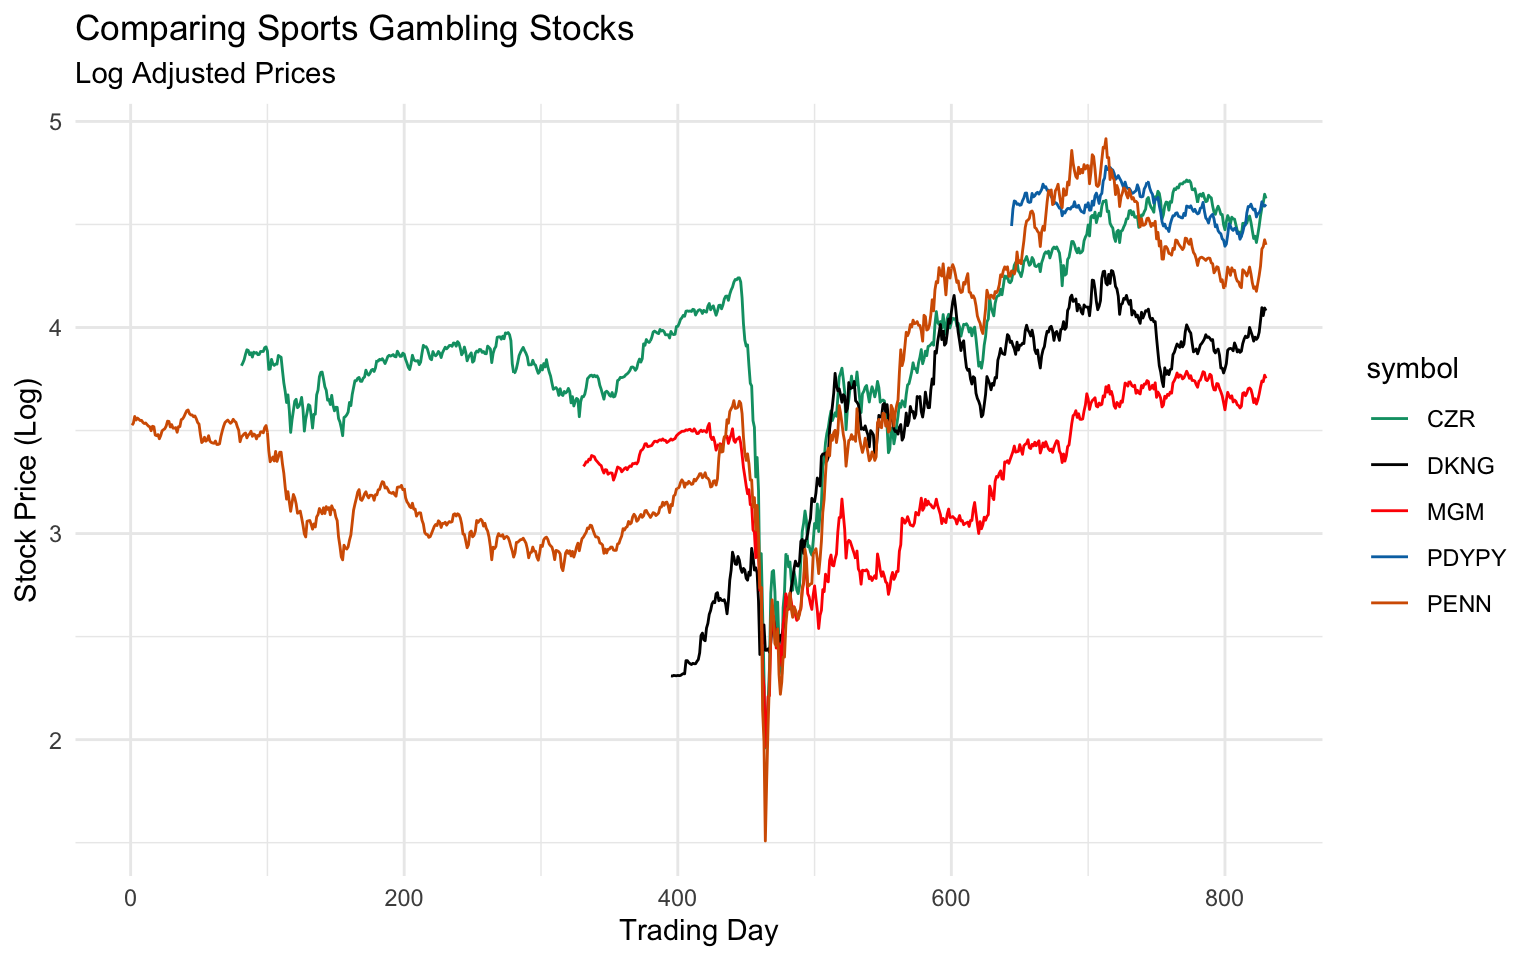 Comparing Sports Gambling Stocks
Log Adjusted Prices
Stock Price (Log)
5
4
3
2
0 200 400 600 800
Trading Day
symbol
CZR
DKNG
MGM
PDYPY
PENN